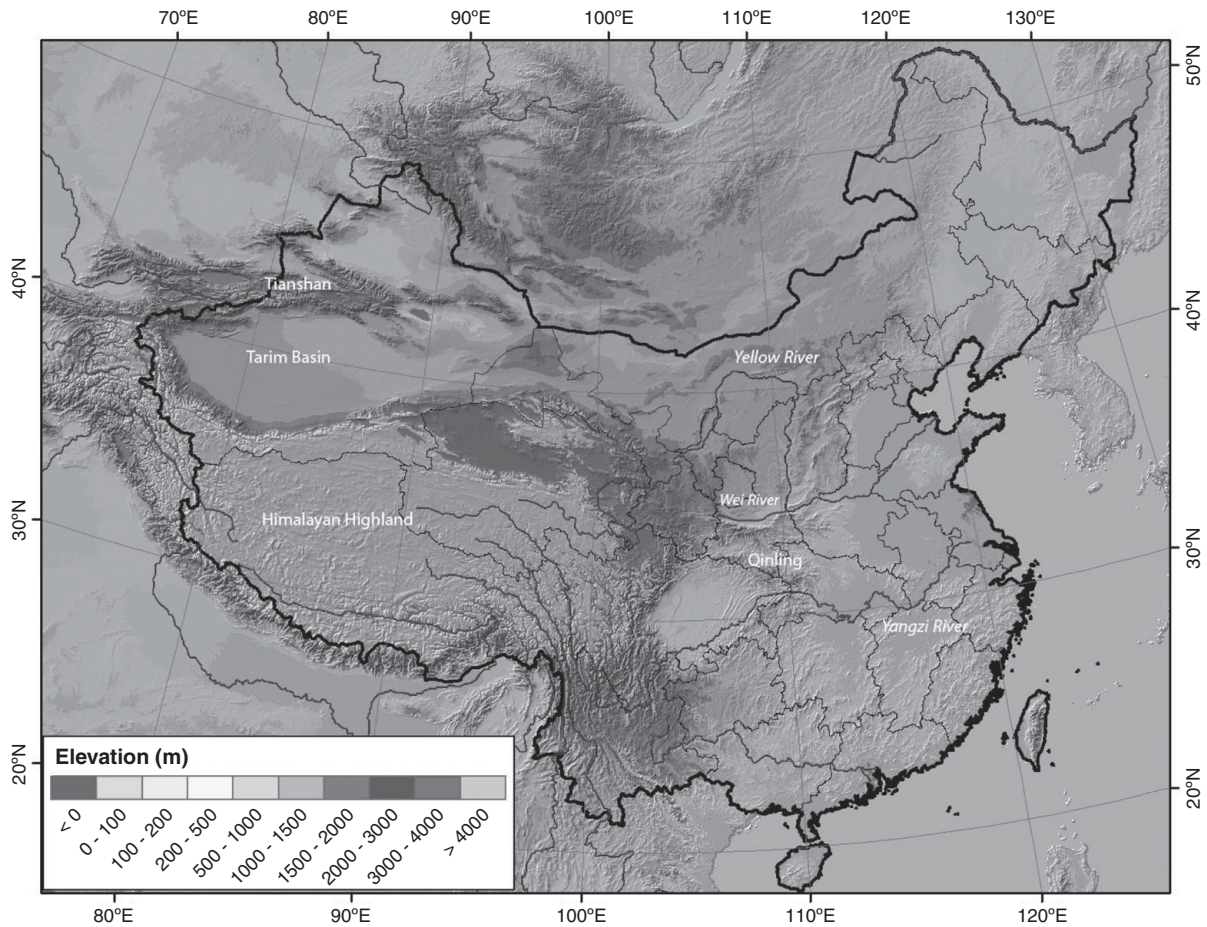 70ºE 80ºE 90ºE 100ºE 110ºE 120ºE 130ºE
50ºN
40ºN
40ºN
30ºN
30ºN
20ºN
20ºN
Tianshan
Tarim Basin
Yellow River
Wei River
Himalayan Highland
Qinling
Yangzi River
Elevation (m)
< 0
0 - 100
100 - 200
200 - 500
500 - 1000
1000 - 1500
1500 - 2000
2000 - 3000
3000 - 4000
> 4000
80ºE 90ºE 100ºE 110ºE 120ºE